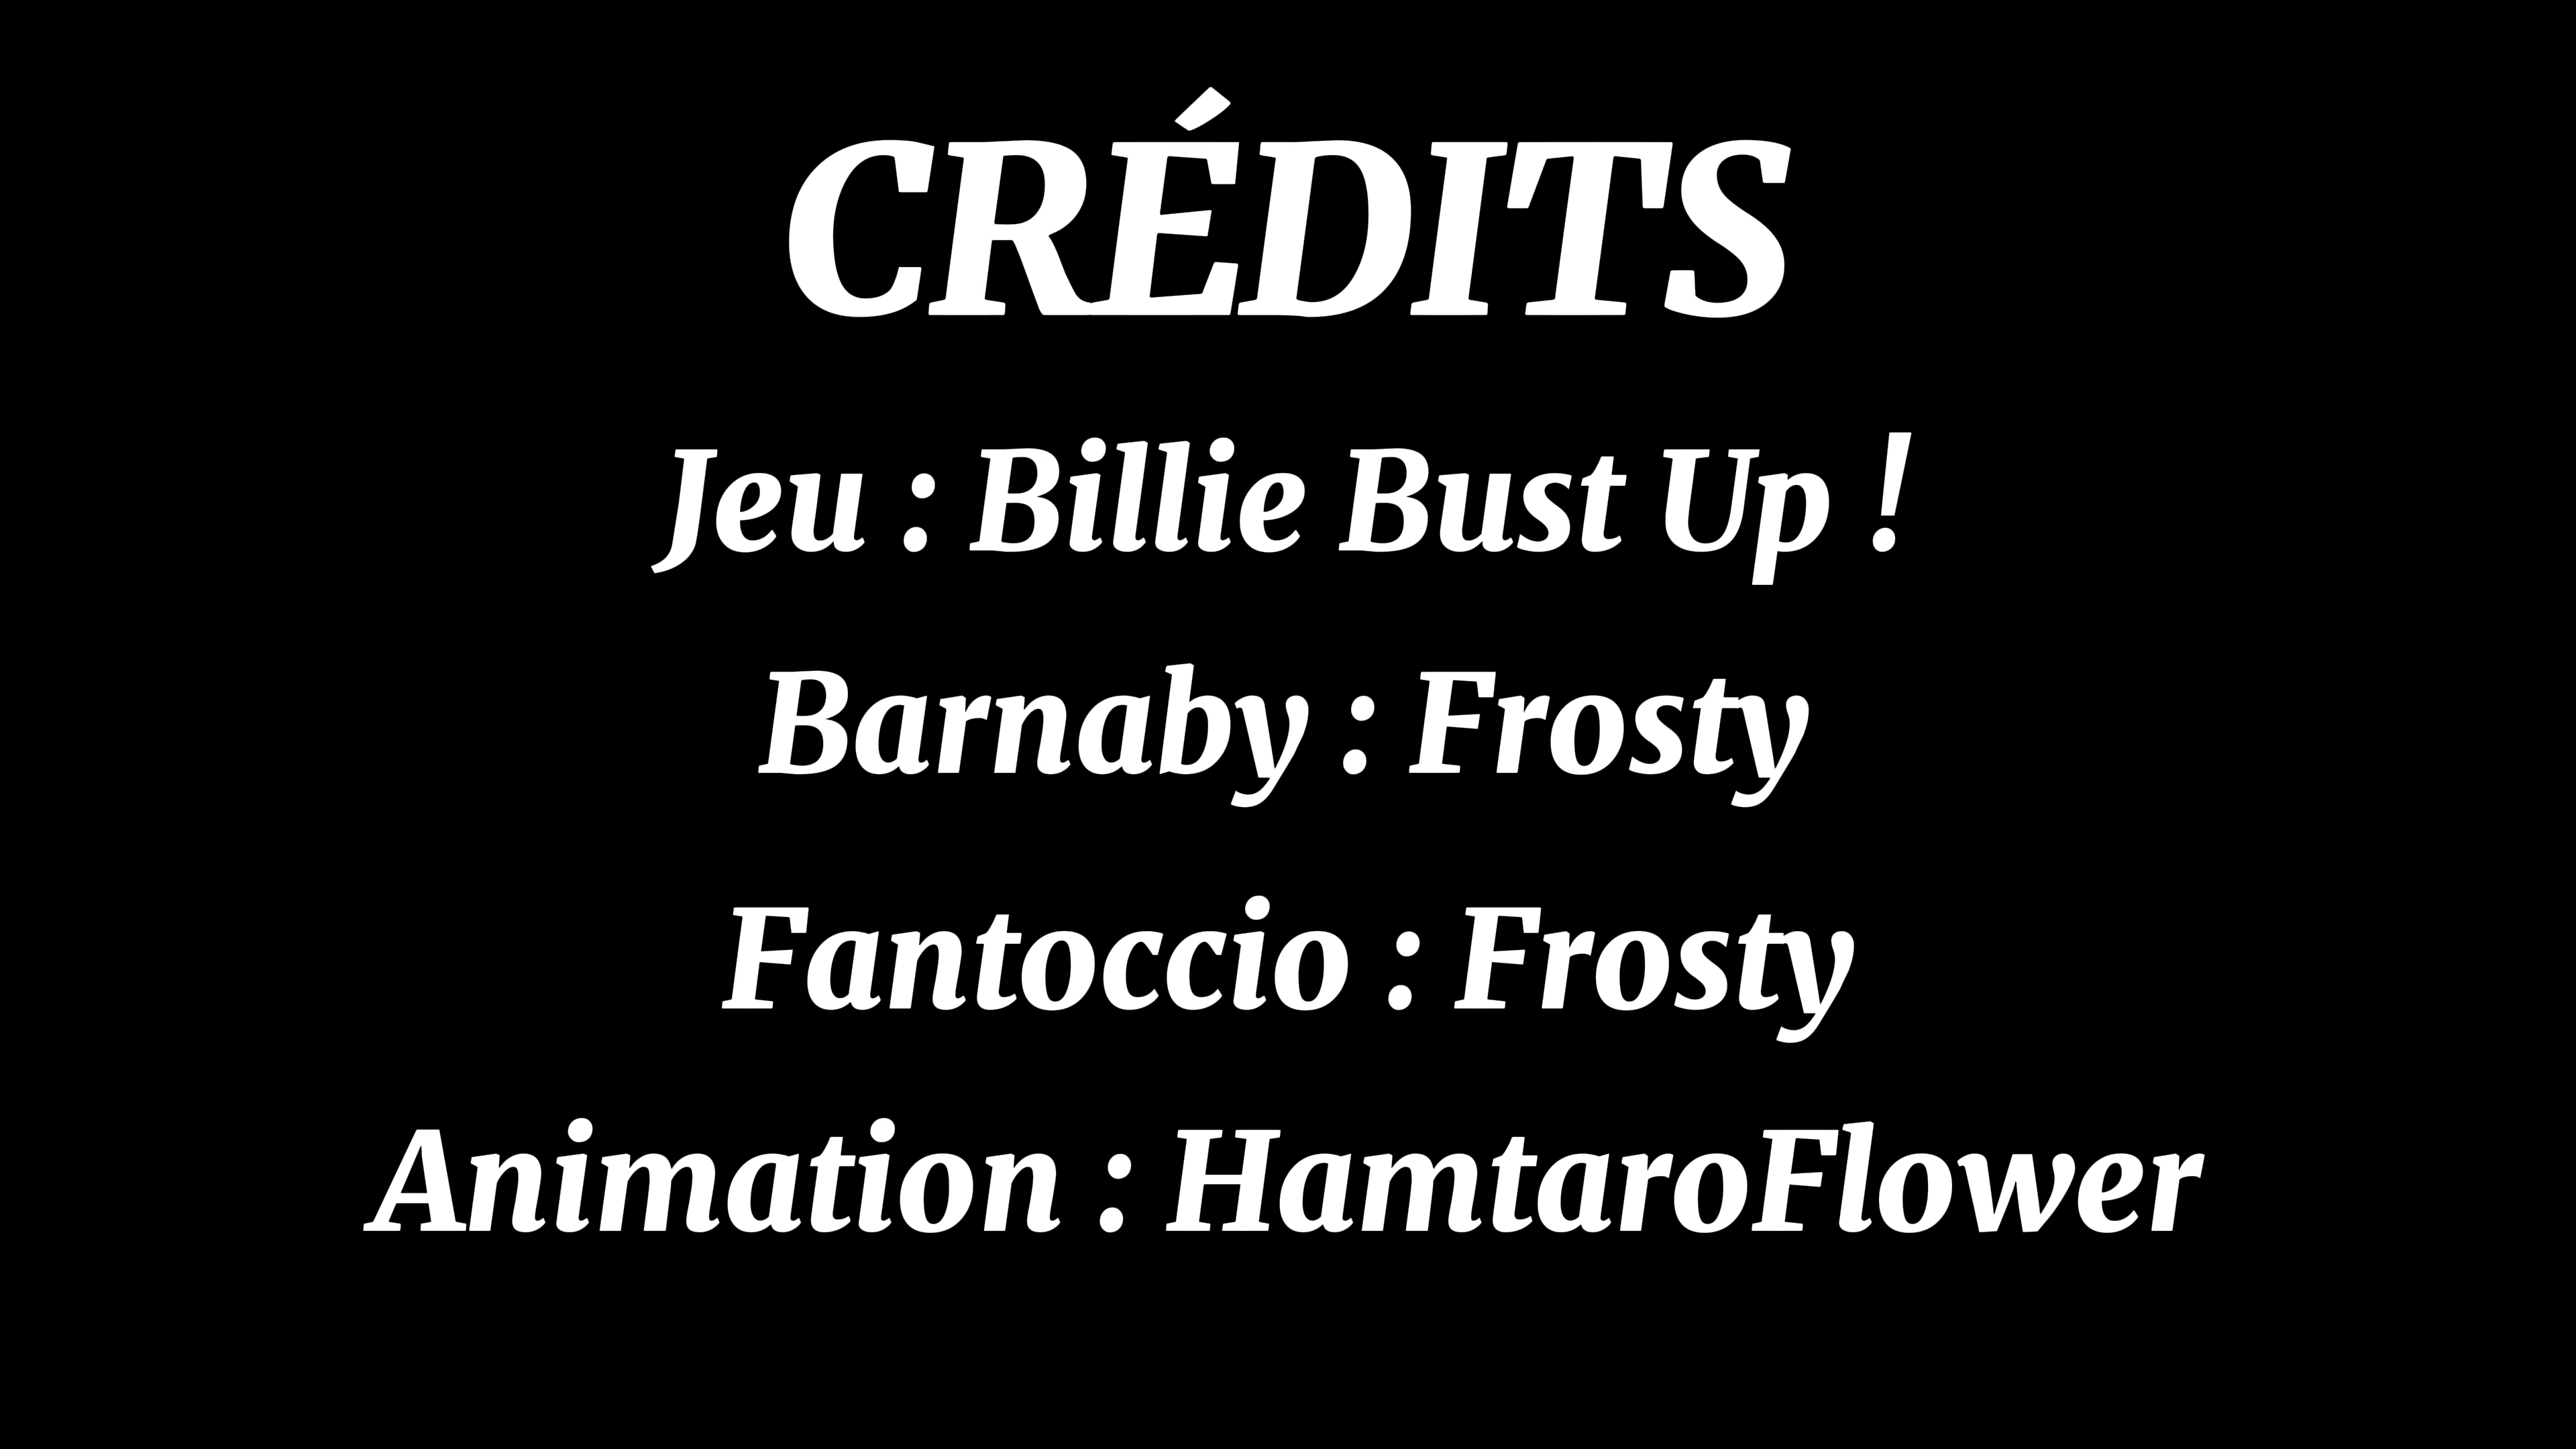 CRÉDITS
Jeu : Billie Bust Up !
Barnaby : Frosty
Fantoccio : Frosty
Animation : HamtaroFlower